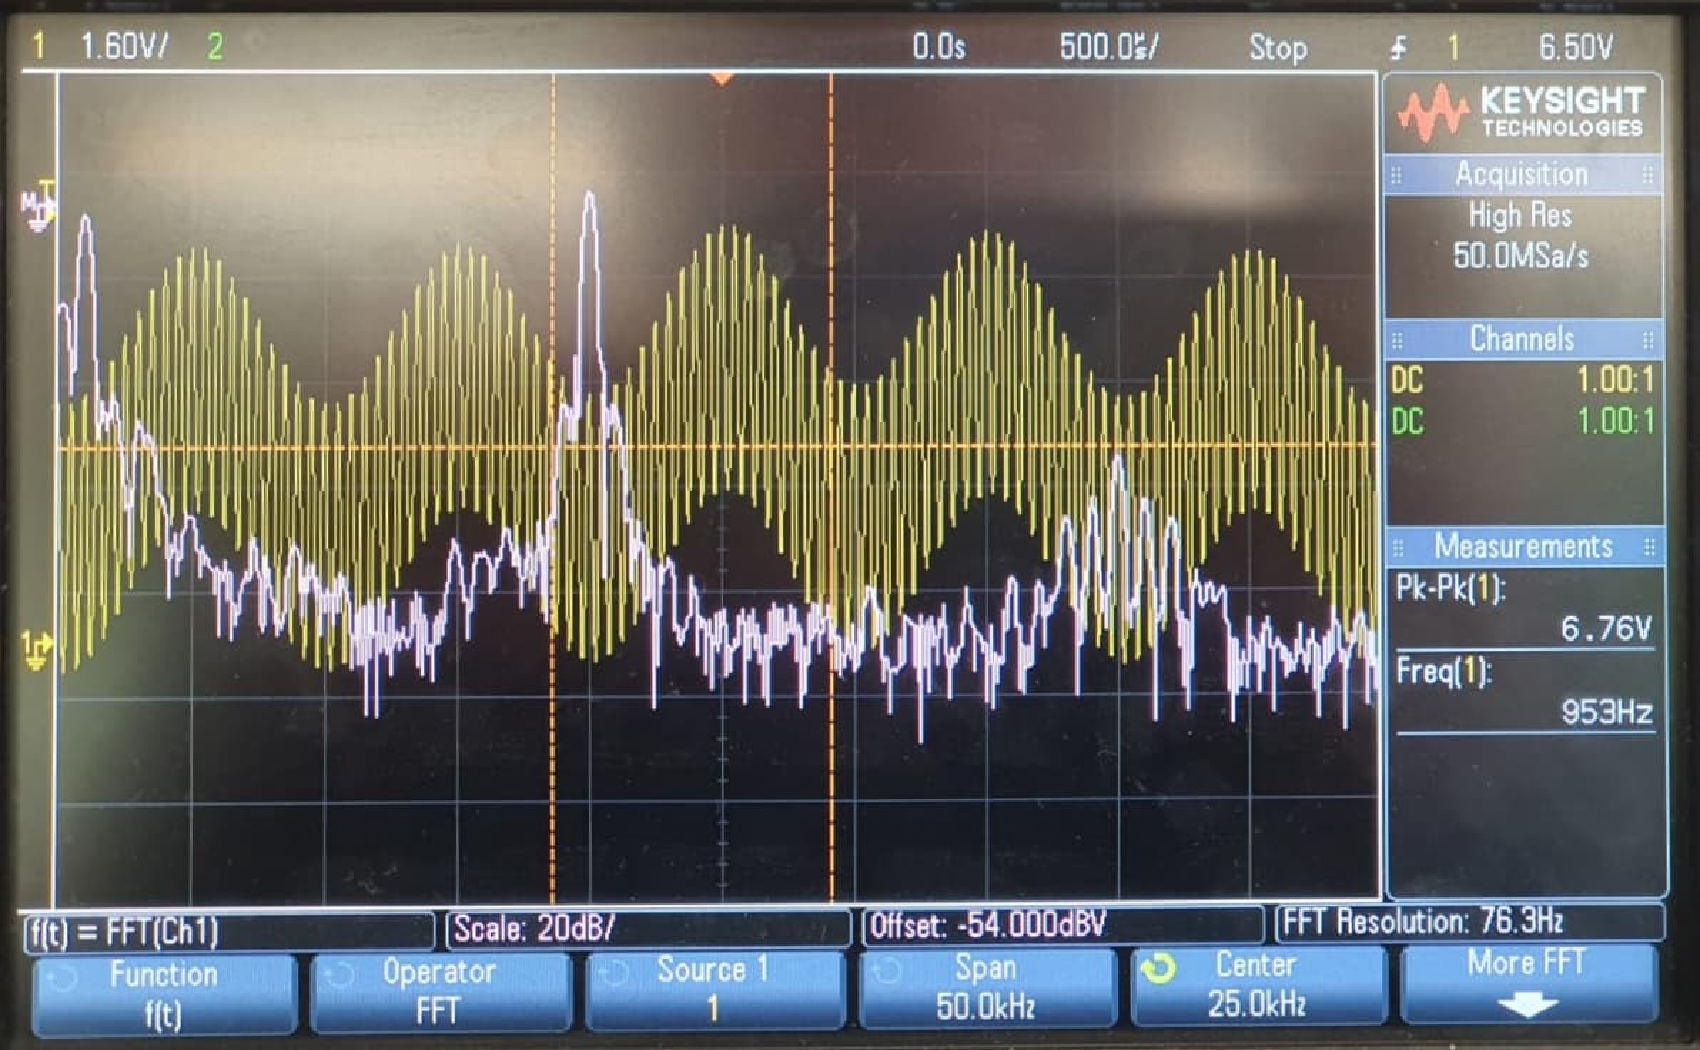 1 1.60V/ 2 0.0s 500.0µs/ Stop 1 6.50V
KEYSIGHT
TECHNOLOGIES
Acquisition
High Res
50.0MSa/s
Channels
DC 1.00:1
DC 1.00:1
Measurements
Pk-Pk(1):
6.76V
Freq(1):
953Hz
T
M
1
f(t) = FFT(Ch1) Scale: 20dB/ Offset: -54.000dBV FFT Resolution: 76.3Hz
Function Operator Source 1 Span Center More FFT
f(t) FFT 1 50.0kHz 25.0kHz